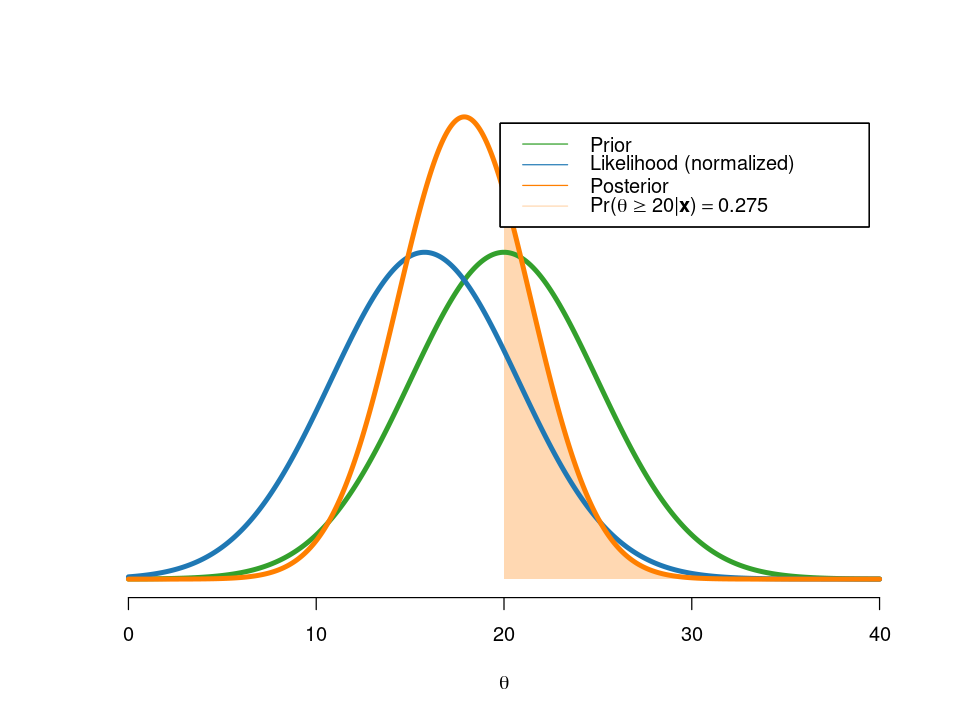 Prior
Likelihood (normalized)
Posterior
Pr(θ ≥ 20|x) = 0.275
0 10 20 30 40
θ